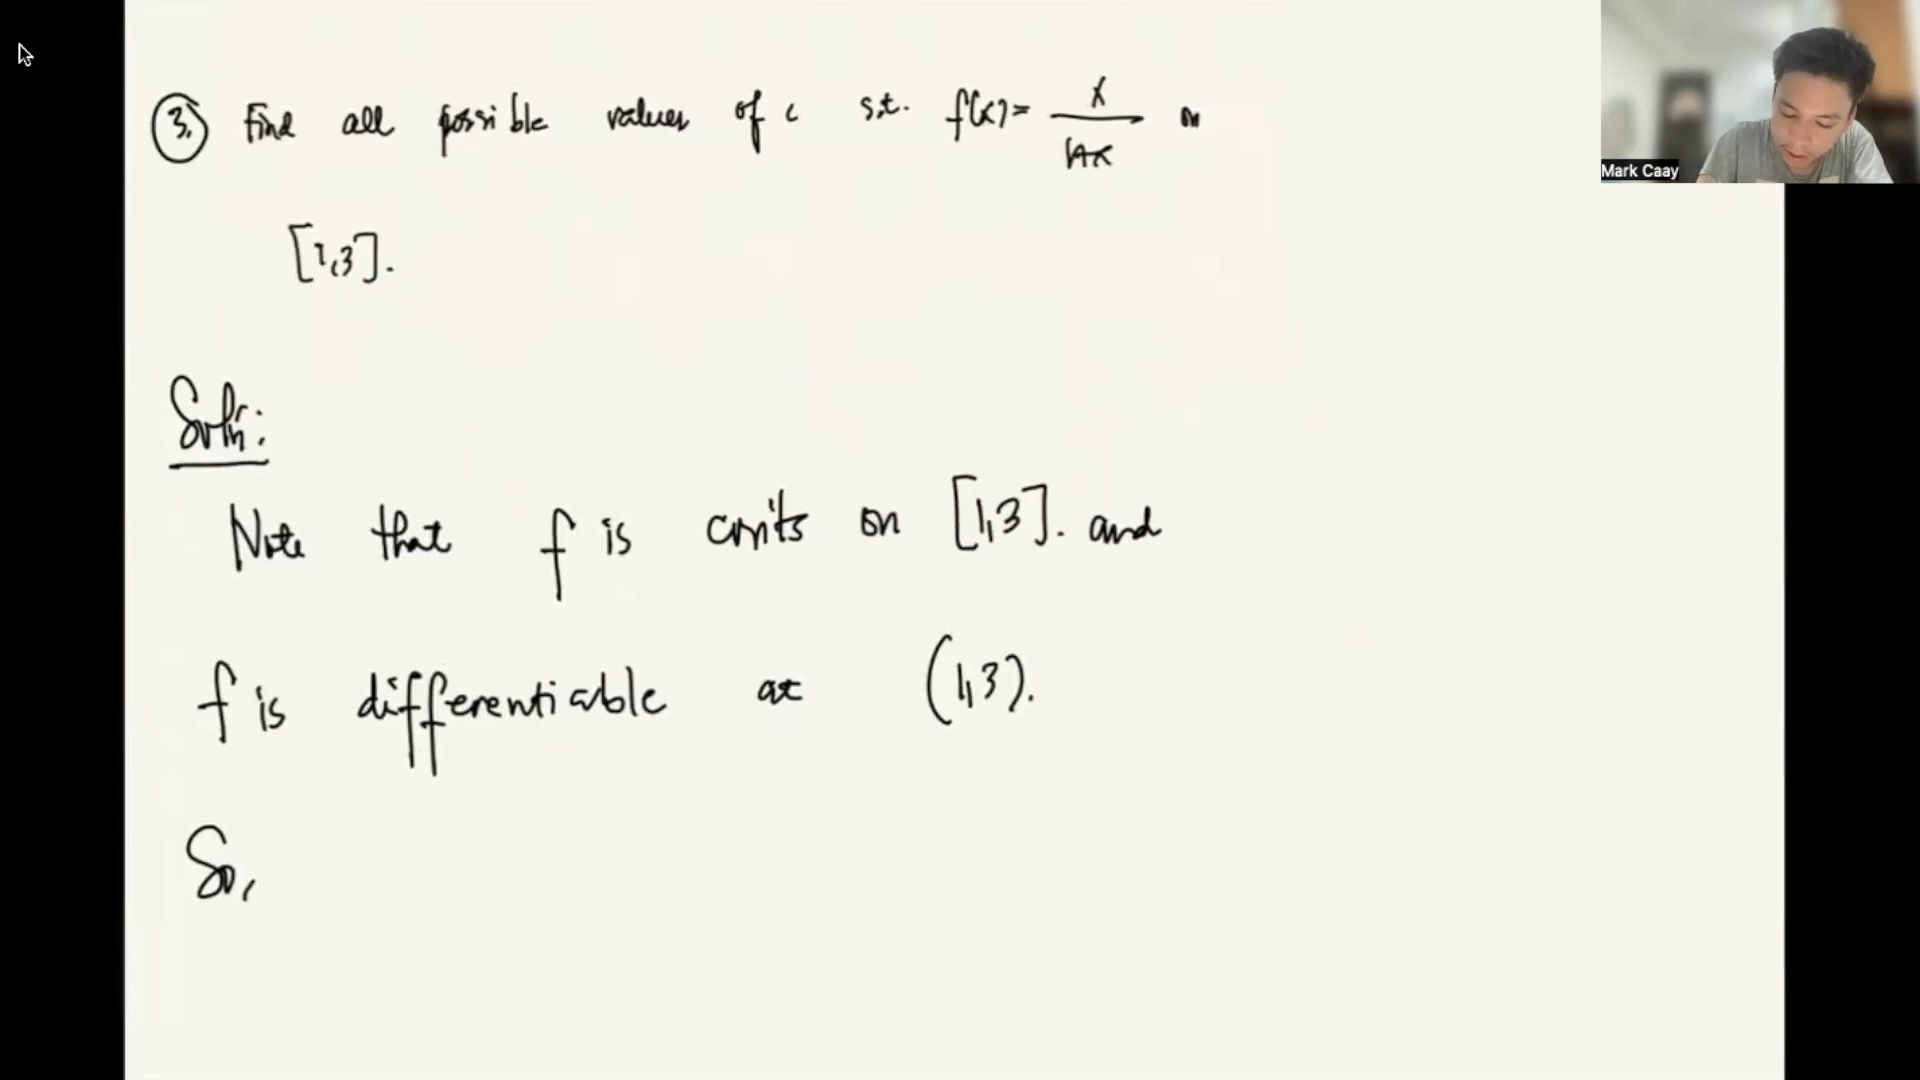 3. Find all possible values of c s.t. f(x) = x / 1+x on
[1,3].
Mark Caay
Soln:
Note that f is conts on [1,3]. and
f is differentiable at (1,3).
So,